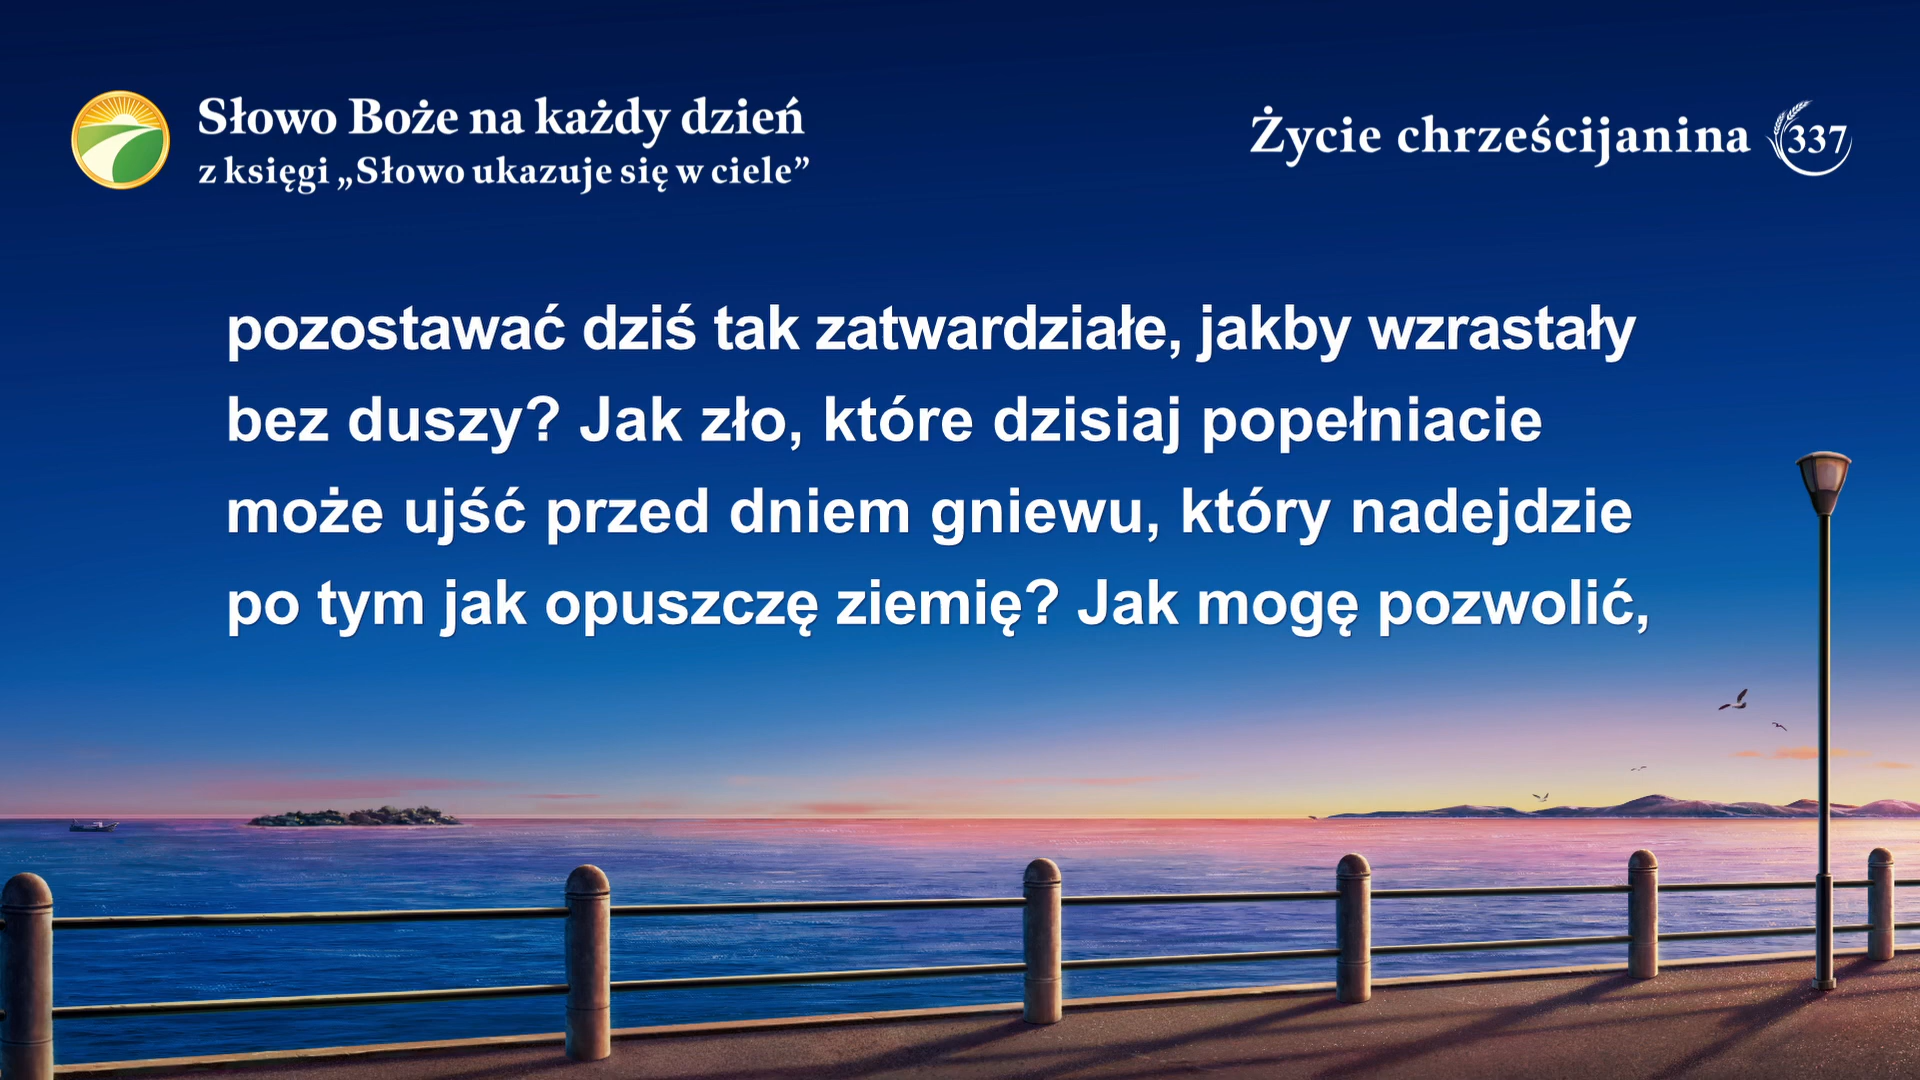 Słowo Boże na każdy dzień
z księgi „Słowo ukazuje się w ciele”
Życie chrześcijanina 337
pozostawać dziś tak zatwardziałe, jakby wzrastały
bez duszy? Jak zło, które dzisiaj popełniacie
może ujść przed dniem gniewu, który nadejdzie
po tym jak opuszczę ziemię? Jak mogę pozwolić,